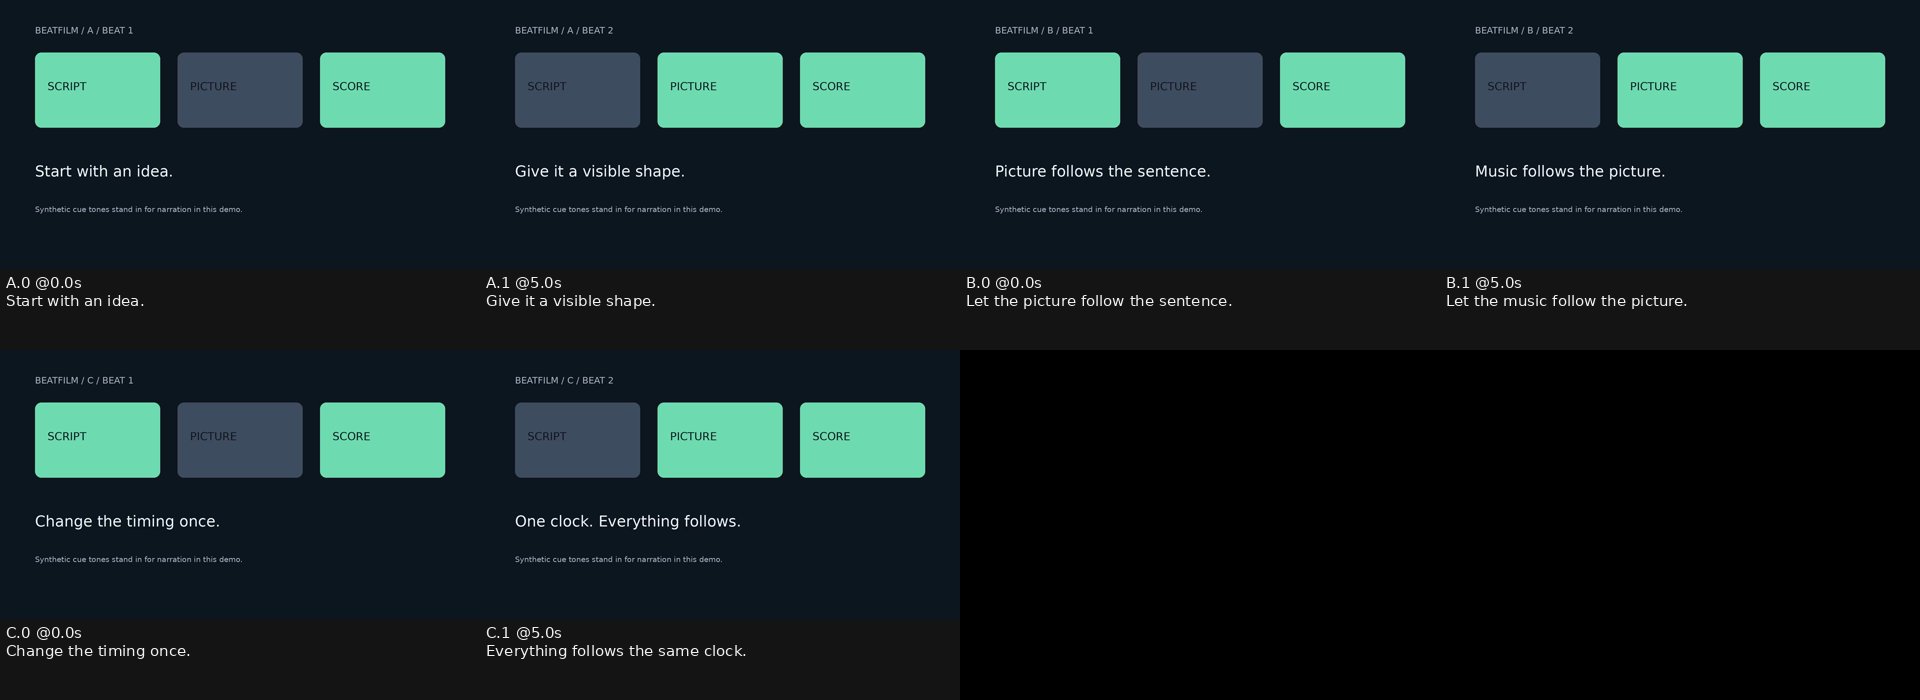 BEATFILM / A / BEAT 1
SCRIPT
PICTURE
SCORE
Start with an idea.
Synthetic cue tones stand in for narration in this demo.
A.0 @0.0s
Start with an idea.
BEATFILM / A / BEAT 2
SCRIPT
PICTURE
SCORE
Give it a visible shape.
Synthetic cue tones stand in for narration in this demo.
A.1 @5.0s
Give it a visible shape.
BEATFILM / B / BEAT 1
SCRIPT
PICTURE
SCORE
Picture follows the sentence.
Synthetic cue tones stand in for narration in this demo.
B.0 @0.0s
Let the picture follow the sentence.
BEATFILM / B / BEAT 2
SCRIPT
PICTURE
SCORE
Music follows the picture.
Synthetic cue tones stand in for narration in this demo.
B.1 @5.0s
Let the music follow the picture.
BEATFILM / C / BEAT 1
SCRIPT
PICTURE
SCORE
Change the timing once.
Synthetic cue tones stand in for narration in this demo.
C.0 @0.0s
Change the timing once.
BEATFILM / C / BEAT 2
SCRIPT
PICTURE
SCORE
One clock. Everything follows.
Synthetic cue tones stand in for narration in this demo.
C.1 @5.0s
Everything follows the same clock.